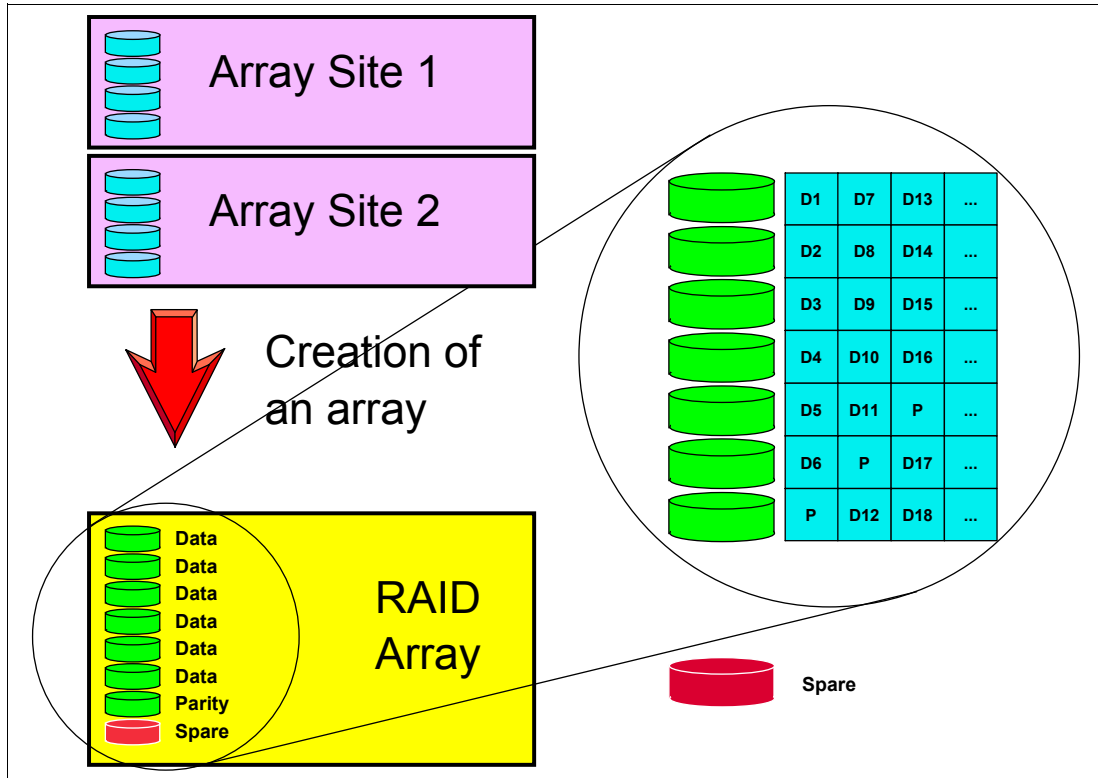 Array Site 1
Array Site 2
Creation of
an array
Data
Data
Data
Data
Data
Data
Parity
Spare
RAID
Array
D1 D7 D13 ...
D2 D8 D14 ...
D3 D9 D15 ...
D4 D10 D16 ...
D5 D11 P ...
D6 P D17 ...
P D12 D18 ...
Spare